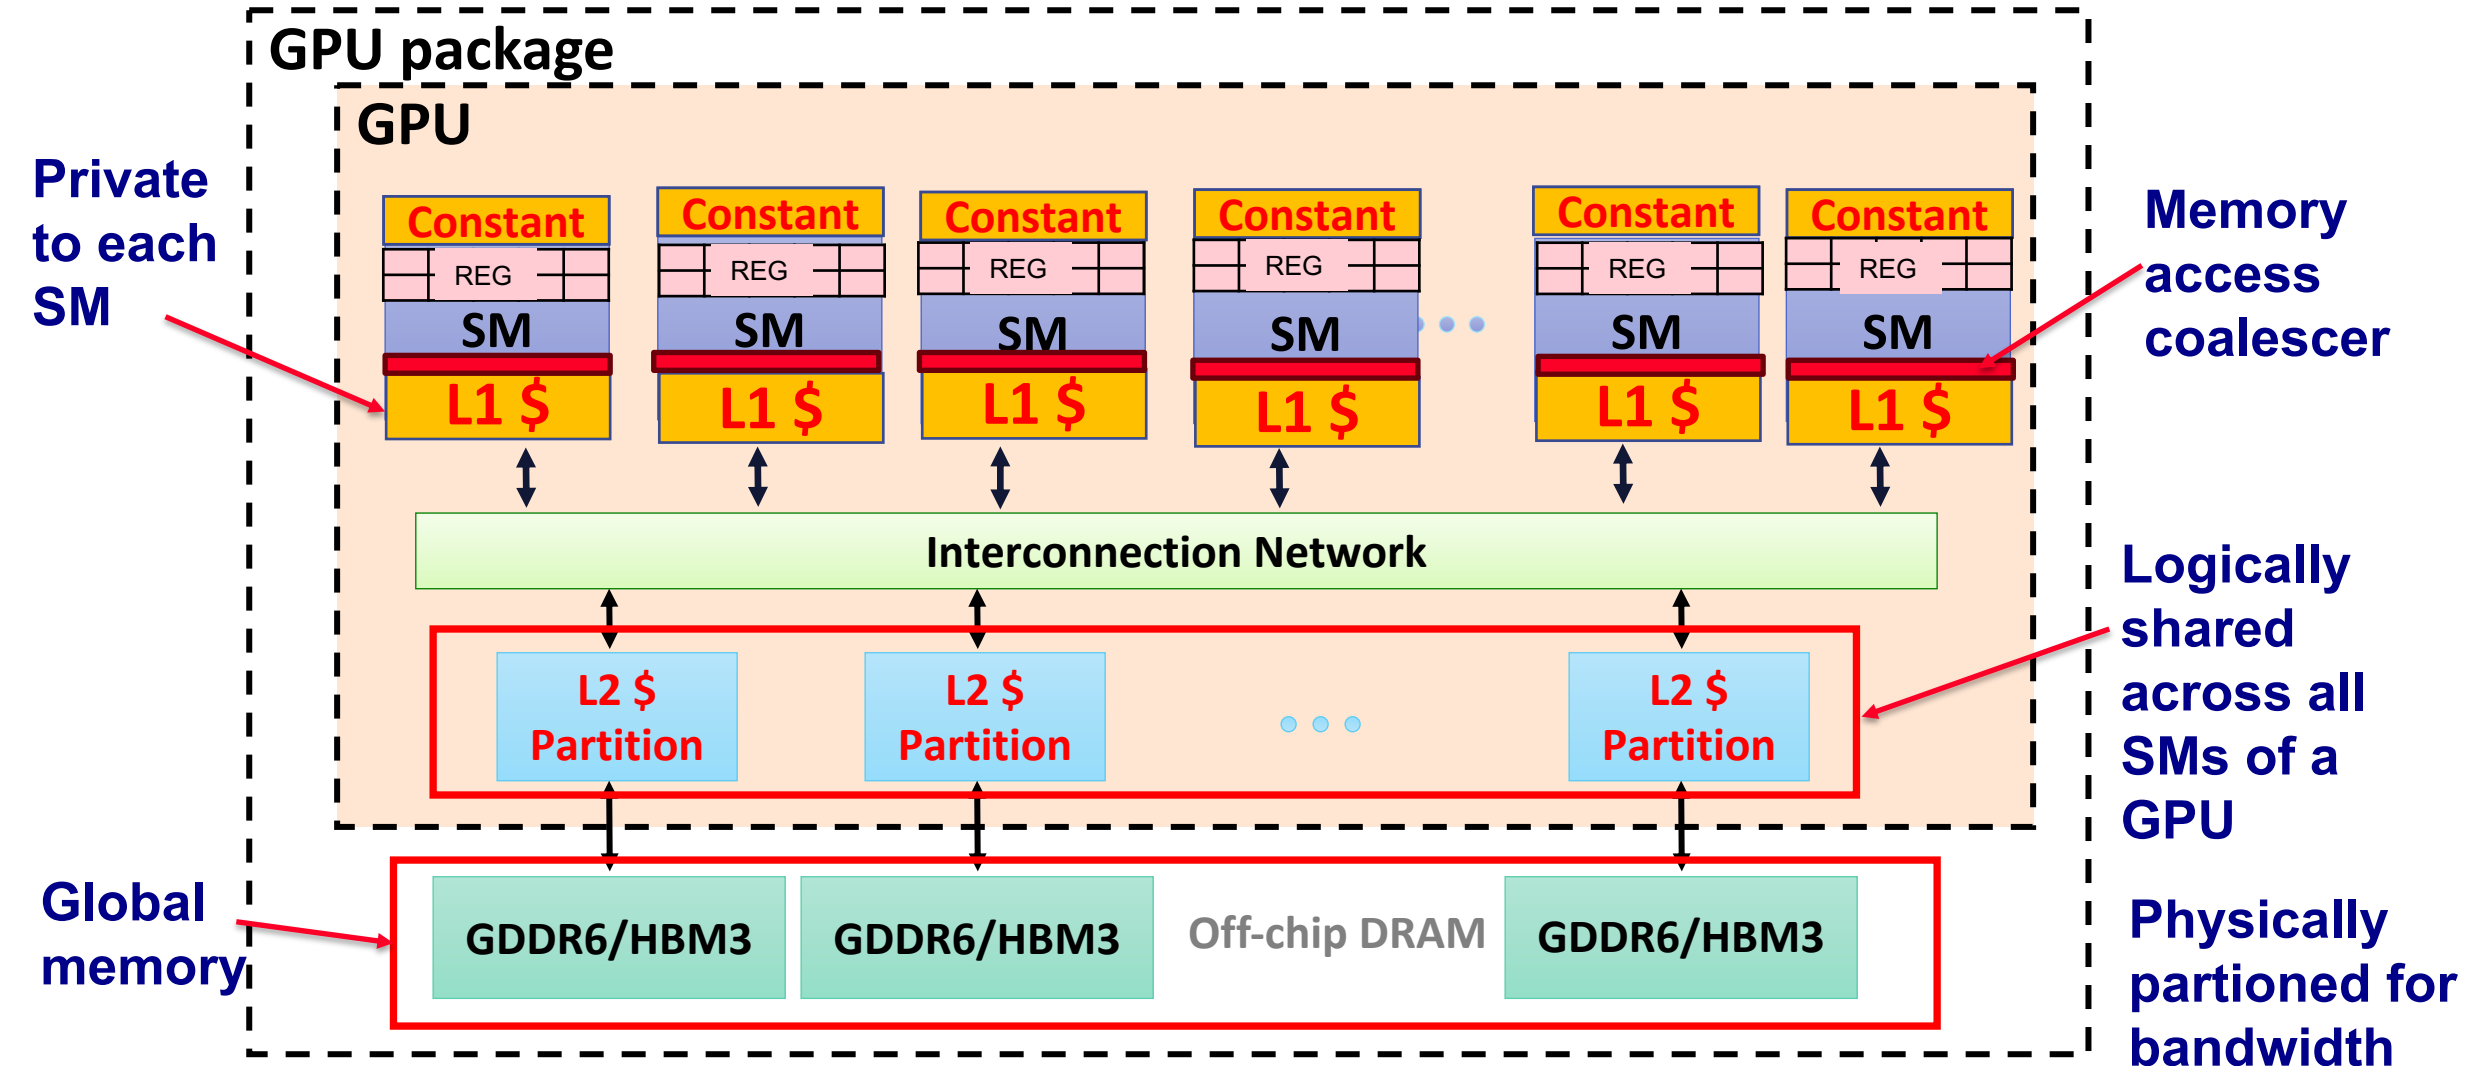 GPU package
GPU
Private
to each
SM
Constant
Constant
Constant
Constant
Constant
Constant
REG
REG
REG
REG
REG
REG
SM
SM
SM
SM
SM
SM
L1 $
L1 $
L1 $
L1 $
L1 $
L1 $
Memory
access
coalescer
Interconnection Network
L2 $
Partition
L2 $
Partition
L2 $
Partition
Logically
shared
across all
SMs of a
GPU
Global
memory
GDDR6/HBM3
GDDR6/HBM3
Off-chip DRAM
GDDR6/HBM3
Physically
partioned for
bandwidth